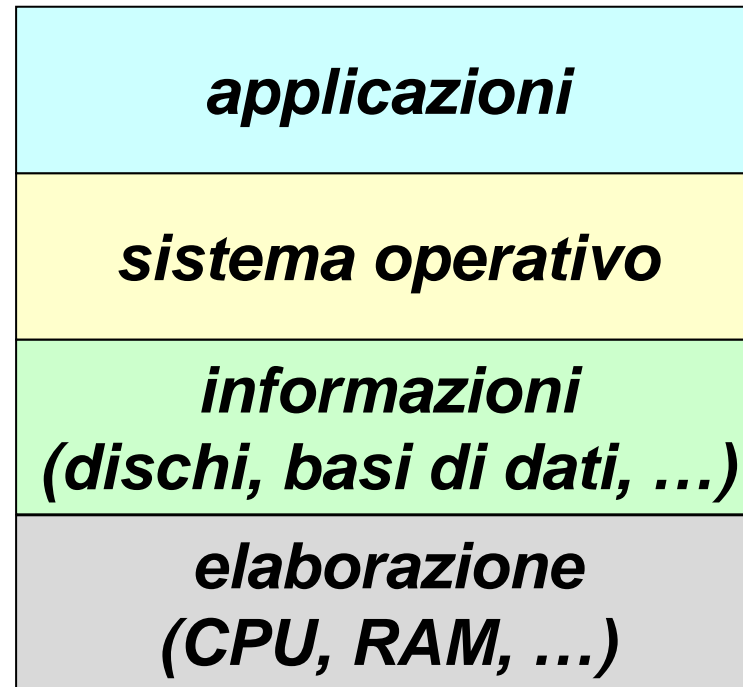 applicazioni
sistema operativo
informazioni
(dischi, basi di dati, …)
elaborazione
(CPU, RAM, …)